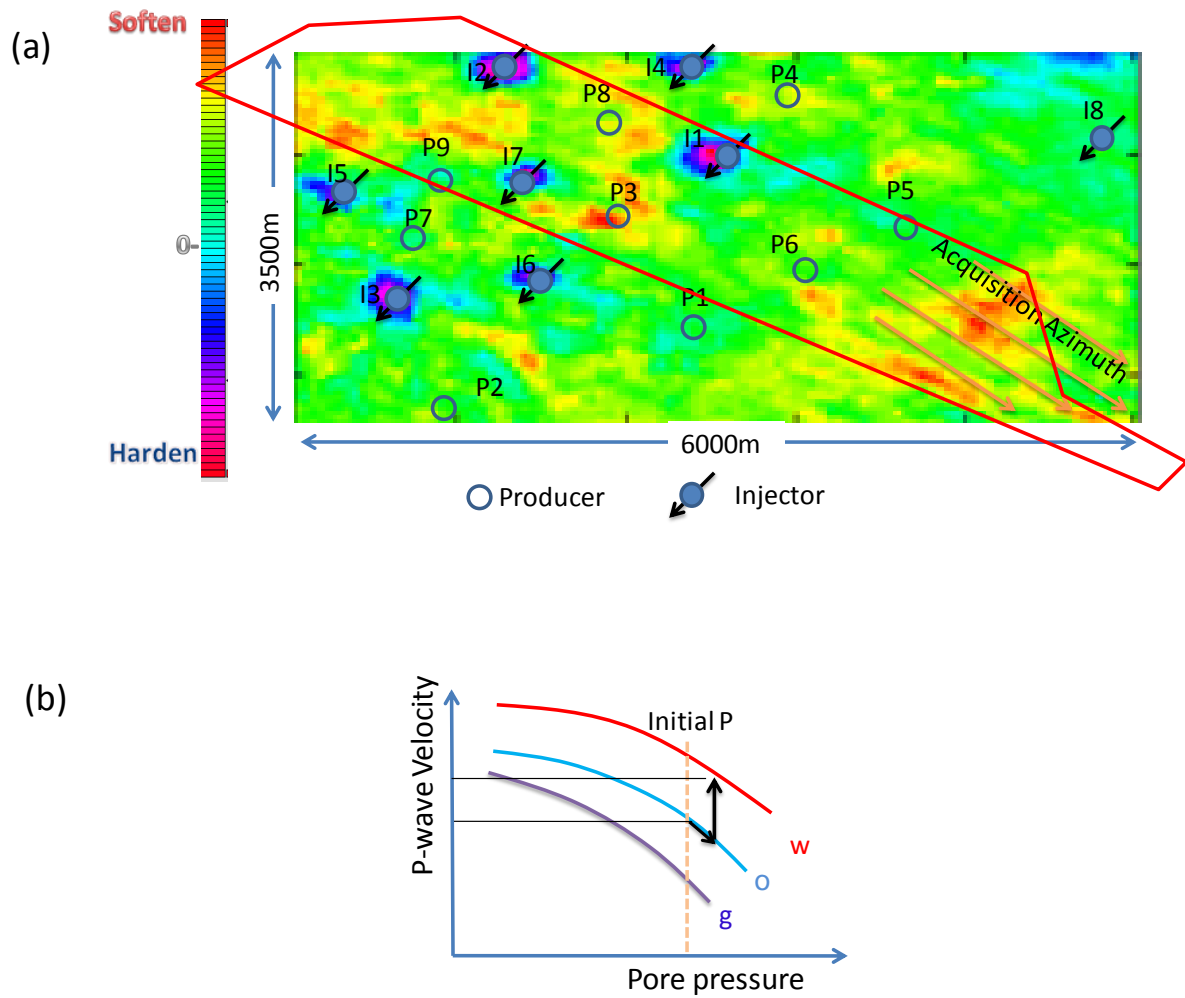 (a)
Soften
0-
Harden
3500m
6000m
I2
I4
P4
P8
I8
I1
P9
I7
I5
P3
P7
P5
P6
I6
I3
P1
P2
Acquisition Azimuth
Producer
Injector
(b)
P-wave Velocity
Initial P
w
o
g
Pore pressure